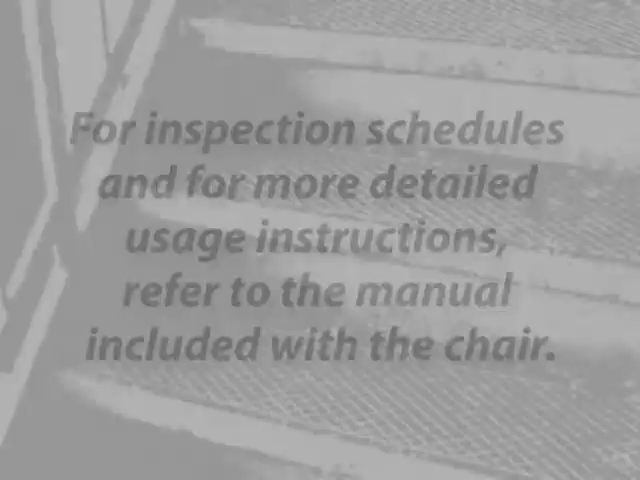 For inspection schedules
and for more detailed
usage instructions,
refer to the manual
included with the chair.